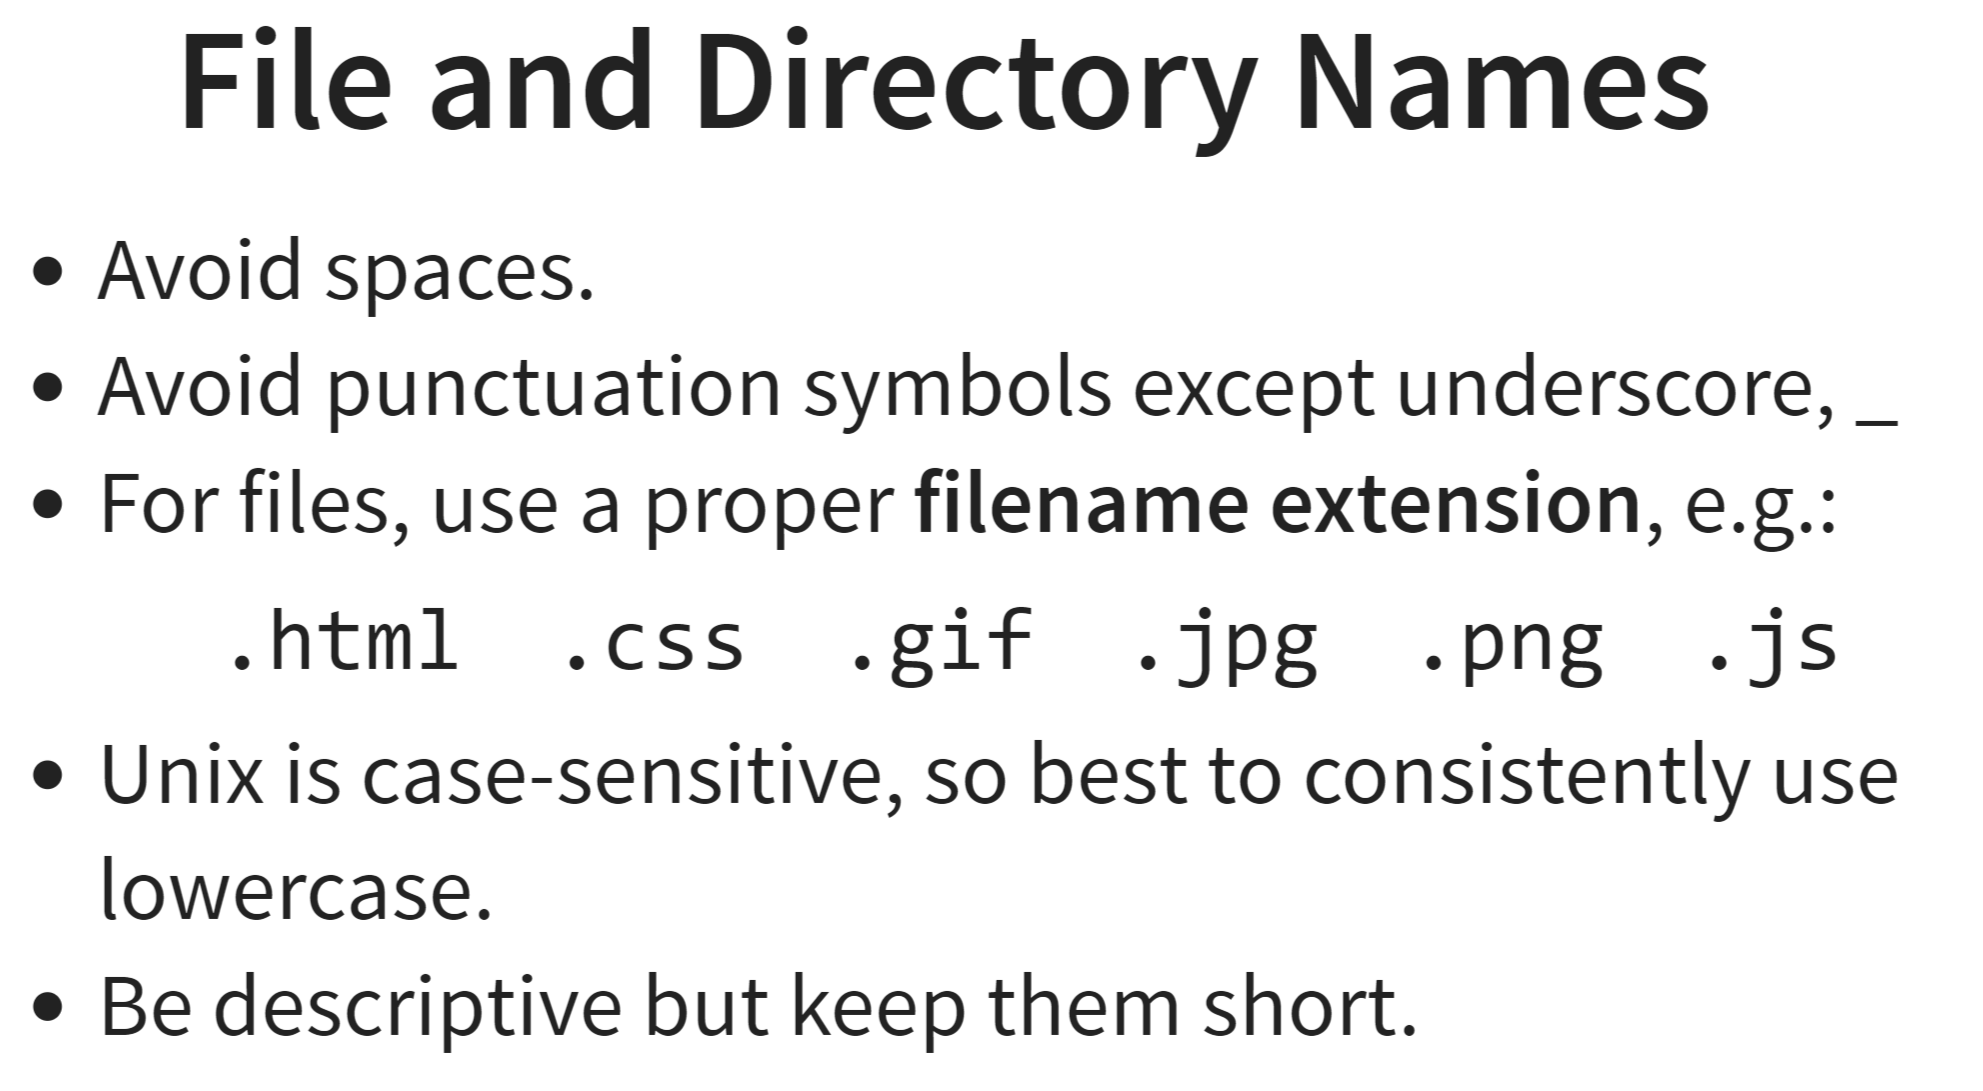 File and Directory Names
• Avoid spaces.
• Avoid punctuation symbols except underscore, _
• For files, use a proper filename extension, e.g.:
.html .css .gif .jpg .png .js
• Unix is case-sensitive, so best to consistently use
lowercase.
• Be descriptive but keep them short.